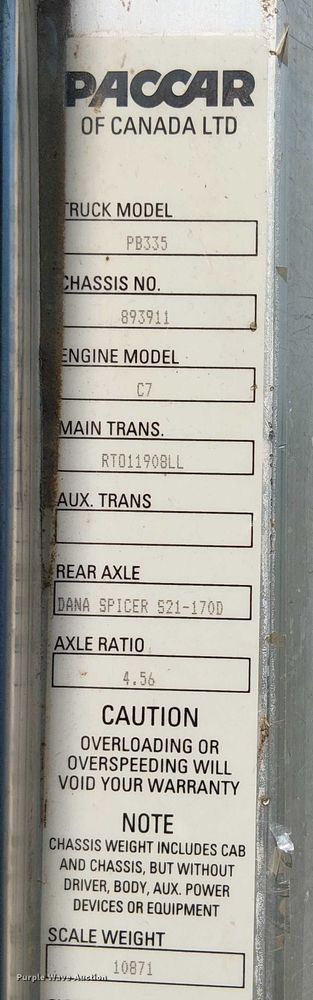 PACCAR
OF CANADA LTD
TRUCK MODEL
PB335
CHASSIS NO.
893911
ENGINE MODEL
C7
MAIN TRANS.
RTO11908LL
AUX. TRANS
REAR AXLE
DANA SPICER S21-170D
AXLE RATIO
4.56
CAUTION
OVERLOADING OR
OVERSPEEDING WILL
VOID YOUR WARRANTY
NOTE
CHASSIS WEIGHT INCLUDES CAB
AND CHASSIS, BUT WITHOUT
DRIVER, BODY, AUX. POWER
DEVICES OR EQUIPMENT
SCALE WEIGHT
10871
Purple Wave Auction